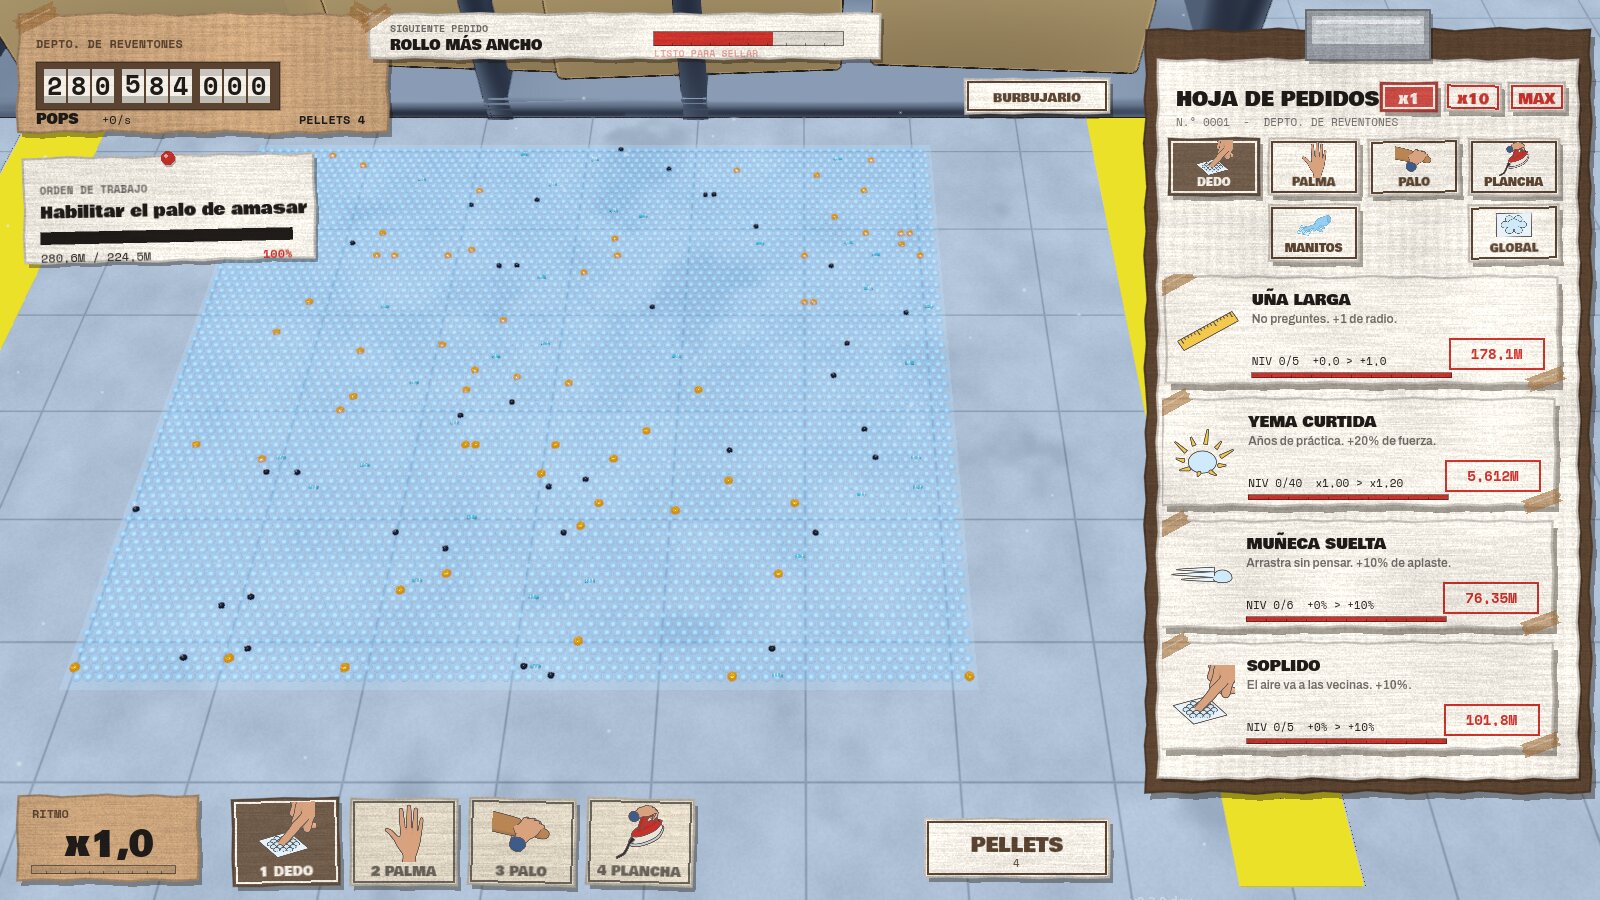 DEPTO. DE REVENTONES
280 584 000
POPS +0/s PELLETS 4
SIGUIENTE PEDIDO
ROLLO MÁS ANCHO
LISTO PARA SELLAR
BURBUJARIO
ORDEN DE TRABAJO
Habilitar el palo de amasar
280,6M / 224,5M 100%
HOJA DE PEDIDOS x1 x10 MAX
N.° 0001 - DEPTO. DE REVENTONES
DEDO PALMA PALO PLANCHA
MANITOS GLOBAL
UÑA LARGA
No preguntes. +1 de radio.
NIV 0/5 +0,0 > +1,0 178,1M
YEMA CURTIDA
Años de práctica. +20% de fuerza.
NIV 0/40 x1,00 > x1,20 5,612M
MUÑECA SUELTA
Arrastra sin pensar. +10% de aplaste.
NIV 0/6 +0% > +10% 76,35M
SOPLIDO
El aire va a las vecinas. +10%.
NIV 0/5 +0% > +10% 101,8M
RITMO
x1,0
1 DEDO 2 PALMA 3 PALO 4 PLANCHA
PELLETS
4